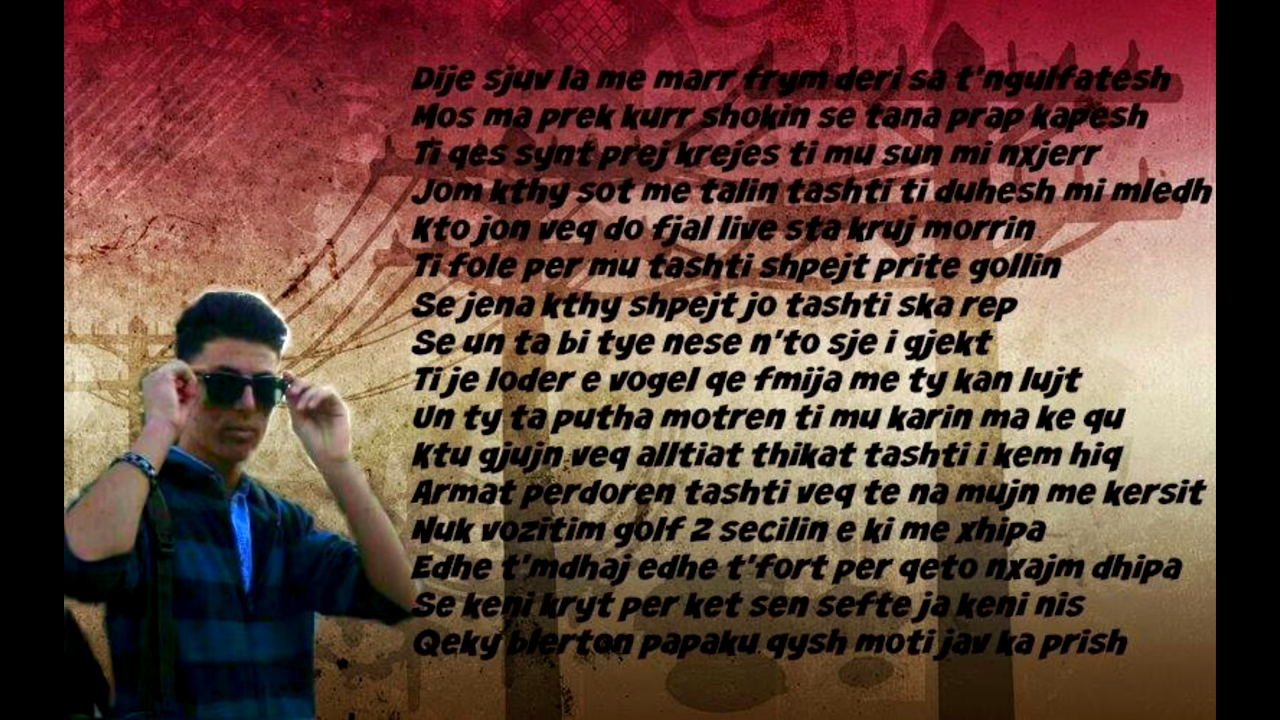 Dije sjuv la me marr frym deri sa t'ngulfatesh
Mos ma prek kurr shokin se tana prap kapesh
Ti qes synt prej krejes ti mu sun mi nxjerr
Jom kthy sot me talin tashti ti duhesh mi mledh
Kto jon veq do fjal live sta kruj morrin
Ti fole per mu tashti shpejt prite gollin
Se jena kthy shpejt jo tashti ska rep
Se un ta bi tye nese n'to sje i gjekt
Ti je loder e vogel qe fmija me ty kan lujt
Un ty ta putha motren ti mu karin ma ke qu
Ktu gjujn veq alltiat thikat tashti i kem hiq
Armat perdoren tashti veq te na mujn me kersit
Nuk vozitim golf 2 secilin e ki me xhipa
Edhe t'mdhaj edhe t'fort per qeto nxajm dhipa
Se keni kryt per ket sen sefte ja keni nis
Qeky blerton papaku qysh moti jav ka prish